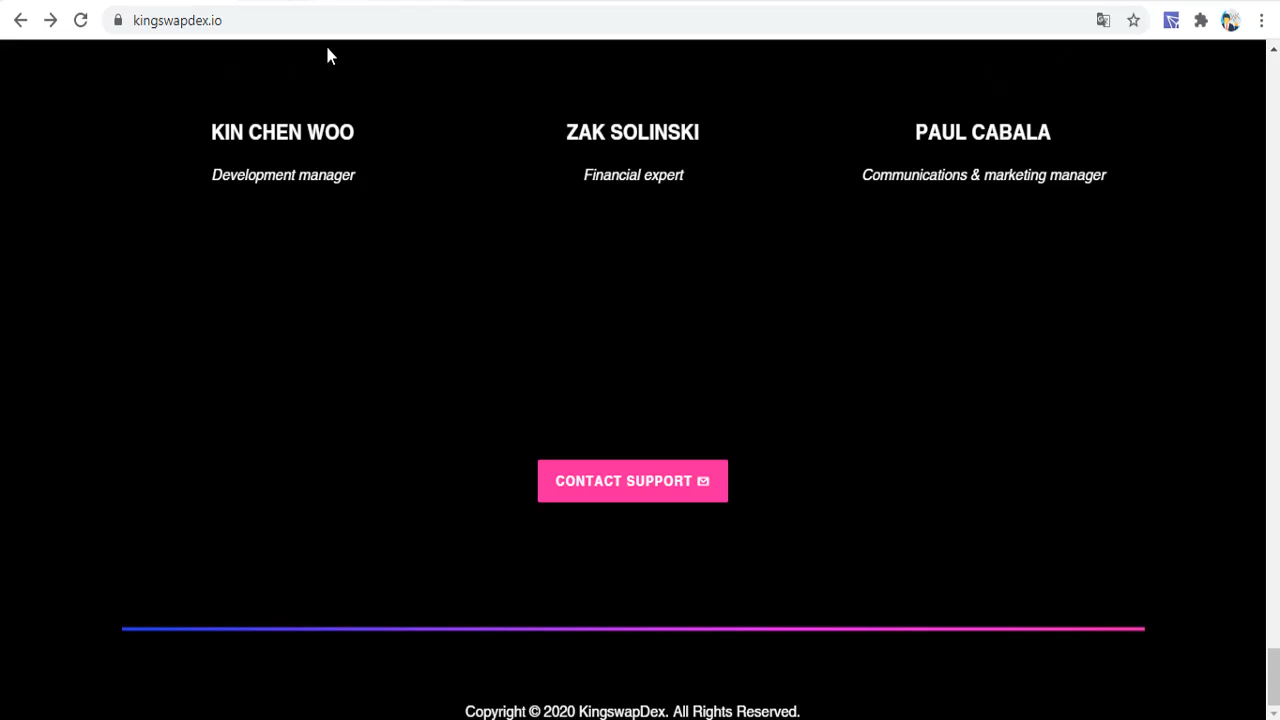 kingswapdex.io
KIN CHEN WOO
Development manager
ZAK SOLINSKI
Financial expert
PAUL CABALA
Communications & marketing manager
CONTACT SUPPORT
Copyright © 2020 KingswapDex. All Rights Reserved.